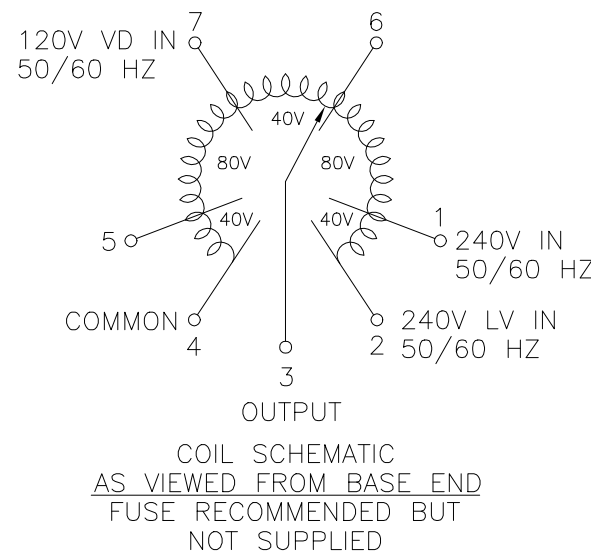 7
6
120V VD IN
50/60 HZ
40V
80V
80V
40V
40V
5
1
240V IN
50/60 HZ
COMMON
4
2
240V LV IN
50/60 HZ
3
OUTPUT
COIL SCHEMATIC
AS VIEWED FROM BASE END
FUSE RECOMMENDED BUT
NOT SUPPLIED